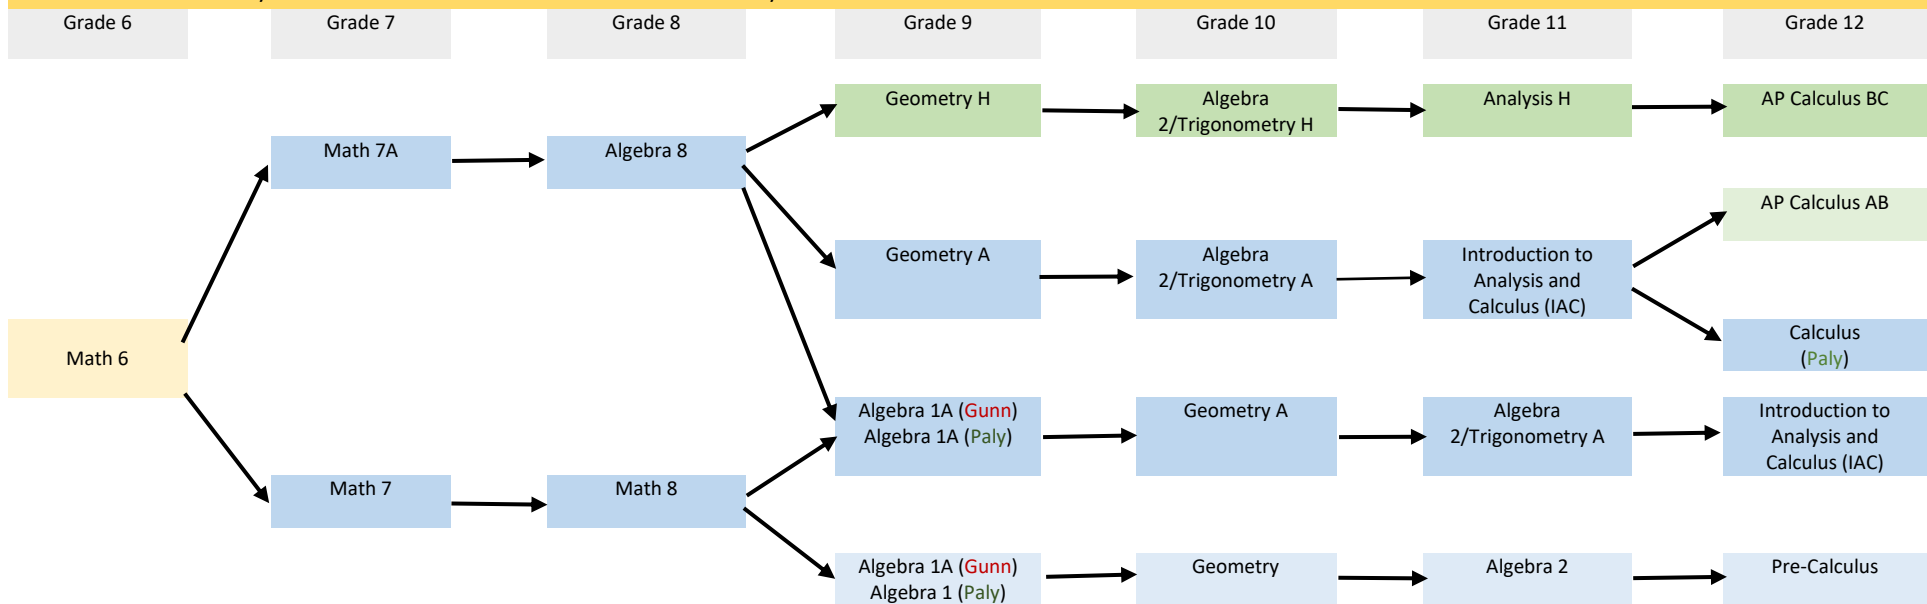 Grade 6
Grade 7
Grade 8
Grade 9
Grade 10
Grade 11
Grade 12
Geometry H
Algebra
2/Trigonometry H
Analysis H
AP Calculus BC
Math 7A
Algebra 8
AP Calculus AB
Geometry A
Algebra
2/Trigonometry A
Introduction to
Analysis and
Calculus (IAC)
Calculus
(Paly)
Math 6
Algebra 1A (Gunn)
Algebra 1A (Paly)
Geometry A
Algebra
2/Trigonometry A
Introduction to
Analysis and
Calculus (IAC)
Math 7
Math 8
Algebra 1A (Gunn)
Algebra 1 (Paly)
Geometry
Algebra 2
Pre-Calculus